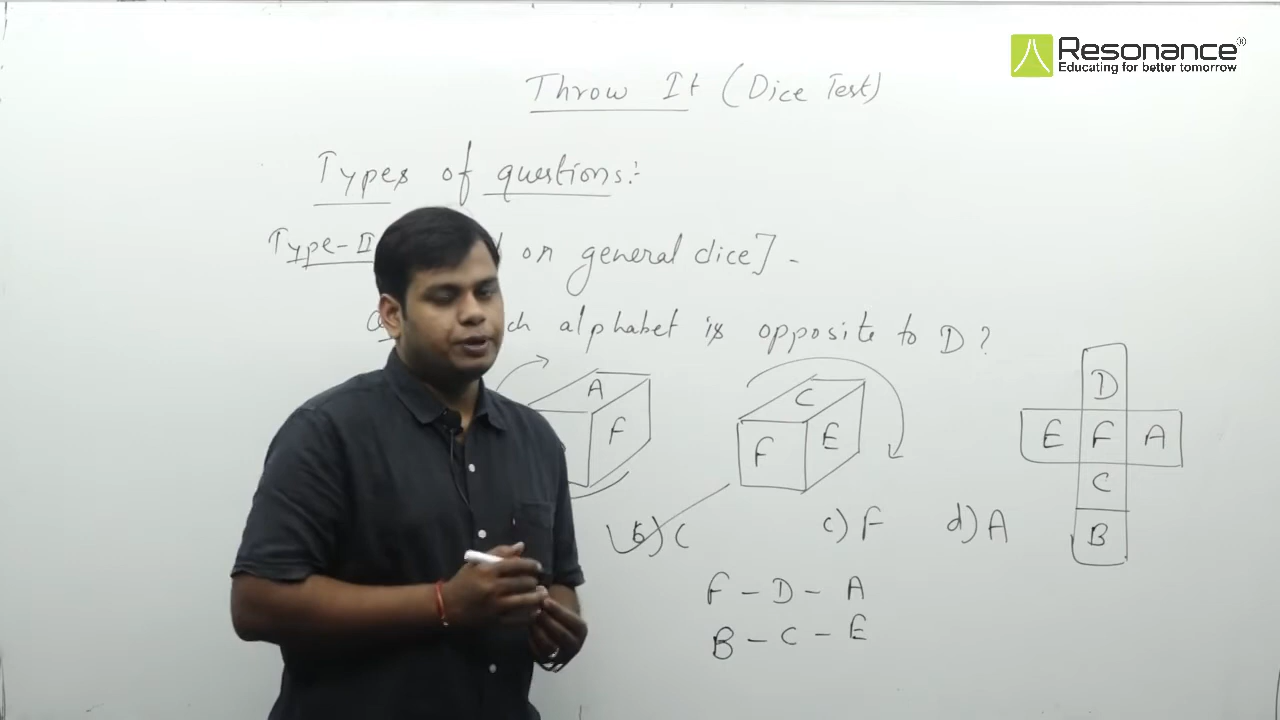 Resonance®
Educating for better tomorrow
Throw It (Dice Test)
Types of questions:-
Type-II on general dice] -
alphabet is opposite to D?
A
F
C
F E
D
E F A
C
B
b) C c) F d) A
F - D - A
B - C - E